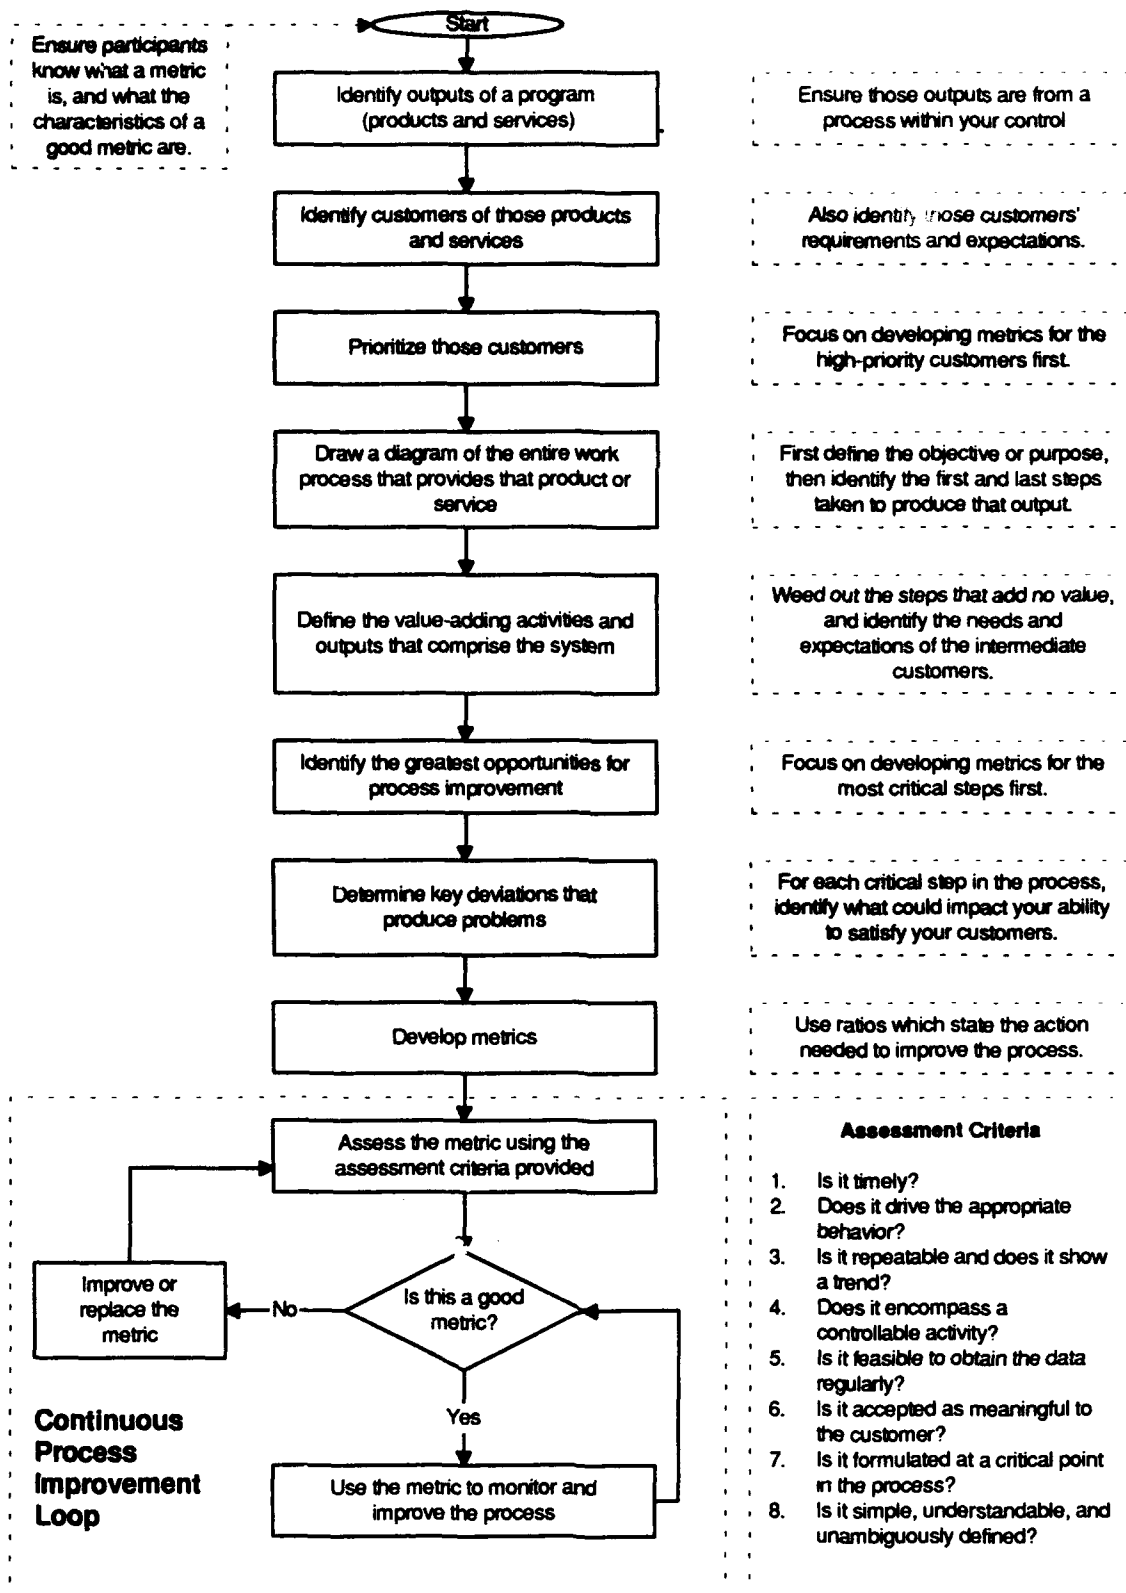 Start
Ensure participants
know what a metric
is, and what the
characteristics of a
good metric are.
Identify outputs of a program
(products and services)
Ensure those outputs are from a
process within your control
Identify customers of those products
and services
Also identify those customers'
requirements and expectations.
Prioritize those customers
Focus on developing metrics for the
high-priority customers first.
Draw a diagram of the entire work
process that provides that product or
service
First define the objective or purpose,
then identify the first and last steps
taken to produce that output.
Define the value-adding activities and
outputs that comprise the system
Weed out the steps that add no value,
and identify the needs and
expectations of the intermediate
customers.
Identify the greatest opportunities for
process improvement
Focus on developing metrics for the
most critical steps first.
Determine key deviations that
produce problems
For each critical step in the process,
identify what could impact your ability
to satisfy your customers.
Develop metrics
Use ratios which state the action
needed to improve the process.
Assess the metric using the
assessment criteria provided
Is this a good
metric?
No
Improve or
replace the
metric
Yes
Use the metric to monitor and
improve the process
Continuous
Process
Improvement
Loop
Assessment Criteria
1. Is it timely?
2. Does it drive the appropriate
behavior?
3. Is it repeatable and does it show
a trend?
4. Does it encompass a
controllable activity?
5. Is it feasible to obtain the data
regularly?
6. Is it accepted as meaningful to
the customer?
7. Is it formulated at a critical point
in the process?
8. Is it simple, understandable, and
unambiguously defined?